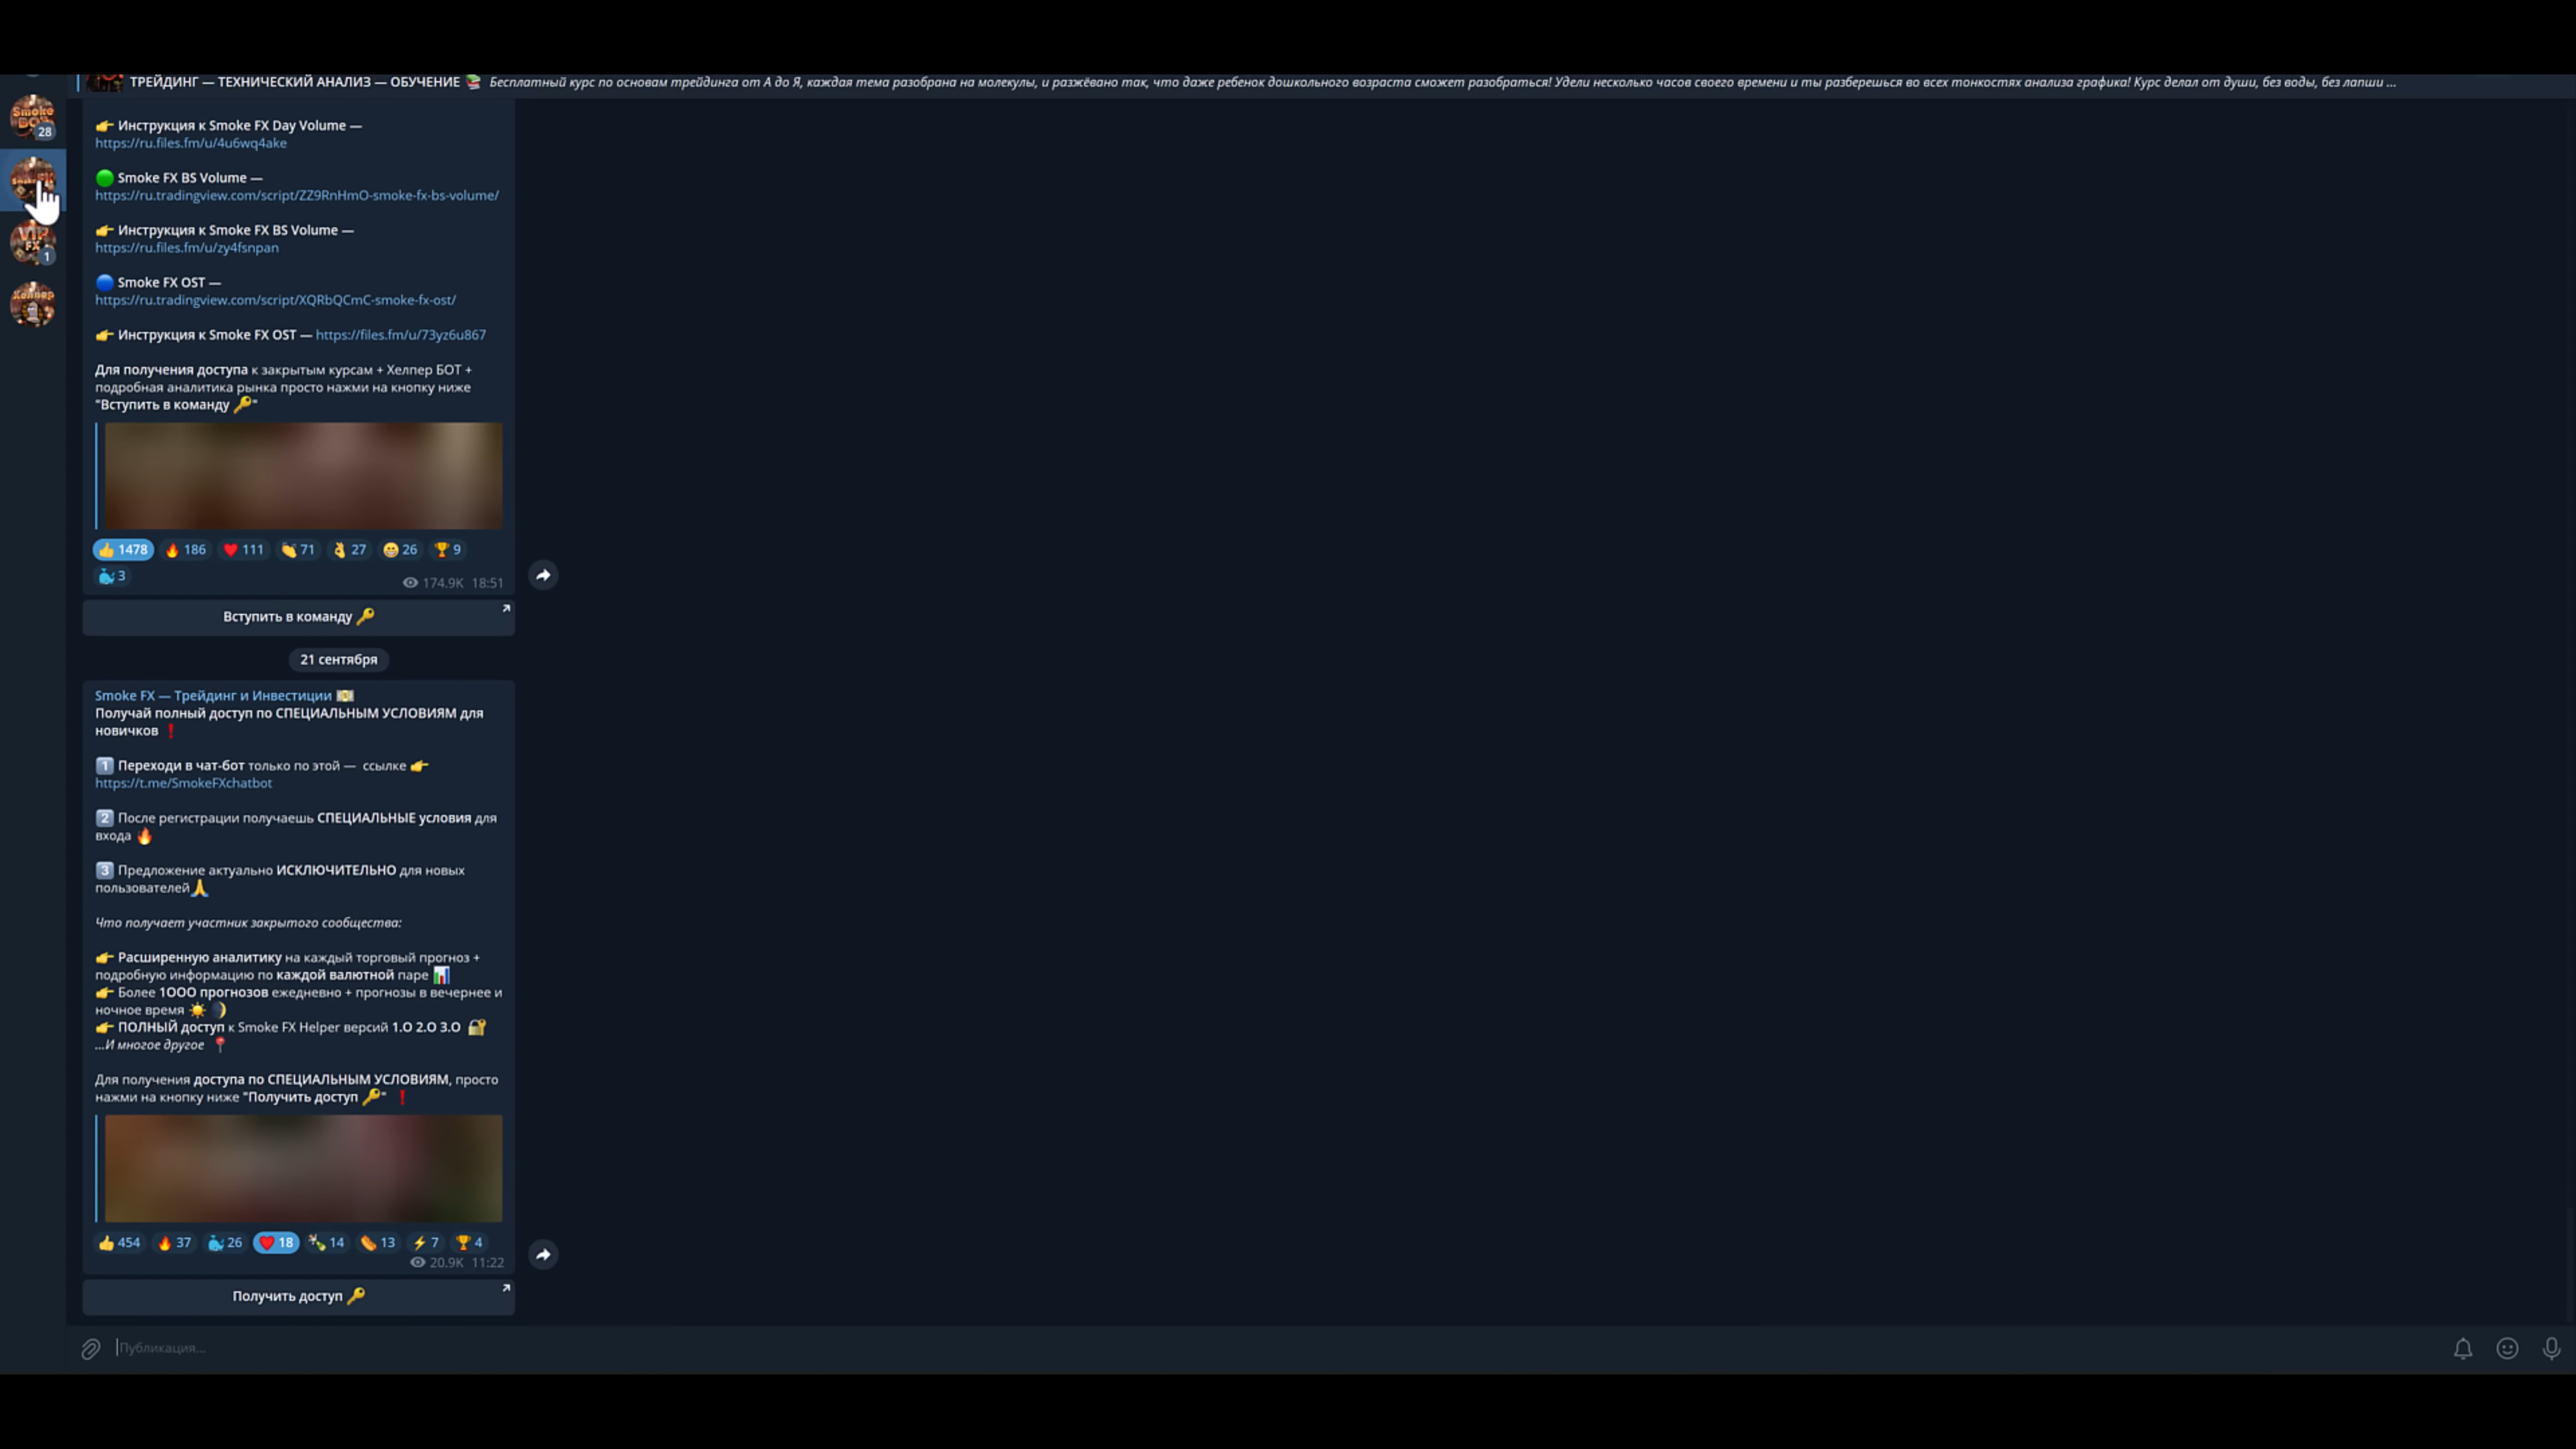 ТРЕЙДИНГ — ТЕХНИЧЕСКИЙ АНАЛИЗ — ОБУЧЕНИЕ 📚 Бесплатный курс по основам трейдинга от А до Я, каждая тема разобрана на молекулы, и разжёвано так, что даже ребенок дошкольного возраста сможет разобраться! Удели несколько часов своего времени и ты разберешься во всех тонкостях анализа графика! Курс делал от души, без воды, без лапши ...
Smoke
BOT
28
VIP
FX
1
Хелпер
👉 Инструкция к Smoke FX Day Volume —
https://ru.files.fm/u/4u6wq4ake
🟢 Smoke FX BS Volume —
https://ru.tradingview.com/script/ZZ9RnHmO-smoke-fx-bs-volume/
👉 Инструкция к Smoke FX BS Volume —
https://ru.files.fm/u/zy4fsnpan
🔵 Smoke FX OST —
https://ru.tradingview.com/script/XQRbQCmC-smoke-fx-ost/
👉 Инструкция к Smoke FX OST — https://files.fm/u/73yz6u867
Для получения доступа к закрытым курсам + Хелпер БОТ +
подробная аналитика рынка просто нажми на кнопку ниже
"Вступить в команду 🔑"
👍 1478 🔥 186 ❤️ 111 👏 71 👌 27 😁 26 🏆 9
🐳 3
174.9K 18:51
Вступить в команду 🔑
21 сентября
Smoke FX — Трейдинг и Инвестиции 💴
Получай полный доступ по СПЕЦИАЛЬНЫМ УСЛОВИЯМ для
новичков ❗
1️⃣ Переходи в чат-бот только по этой — ссылке 👉
https://t.me/SmokeFXchatbot
2️⃣ После регистрации получаешь СПЕЦИАЛЬНЫЕ условия для
входа 🔥
3️⃣ Предложение актуально ИСКЛЮЧИТЕЛЬНО для новых
пользователей🙏
Что получает участник закрытого сообщества:
👉 Расширенную аналитику на каждый торговый прогноз +
подробную информацию по каждой валютной паре 📊
👉 Более 1ООО прогнозов ежедневно + прогнозы в вечернее и
ночное время ☀️ 🌒
👉 ПОЛНЫЙ доступ к Smoke FX Helper версий 1.О 2.О 3.О 🔐
...И многое другое 📍
Для получения доступа по СПЕЦИАЛЬНЫМ УСЛОВИЯМ, просто
нажми на кнопку ниже "Получить доступ 🔑" ❗
👍 454 🔥 37 🐳 26 ❤️ 18 🍾 14 🌭 13 ⚡ 7 🏆 4
20.9K 11:22
Получить доступ 🔑
Публикация...